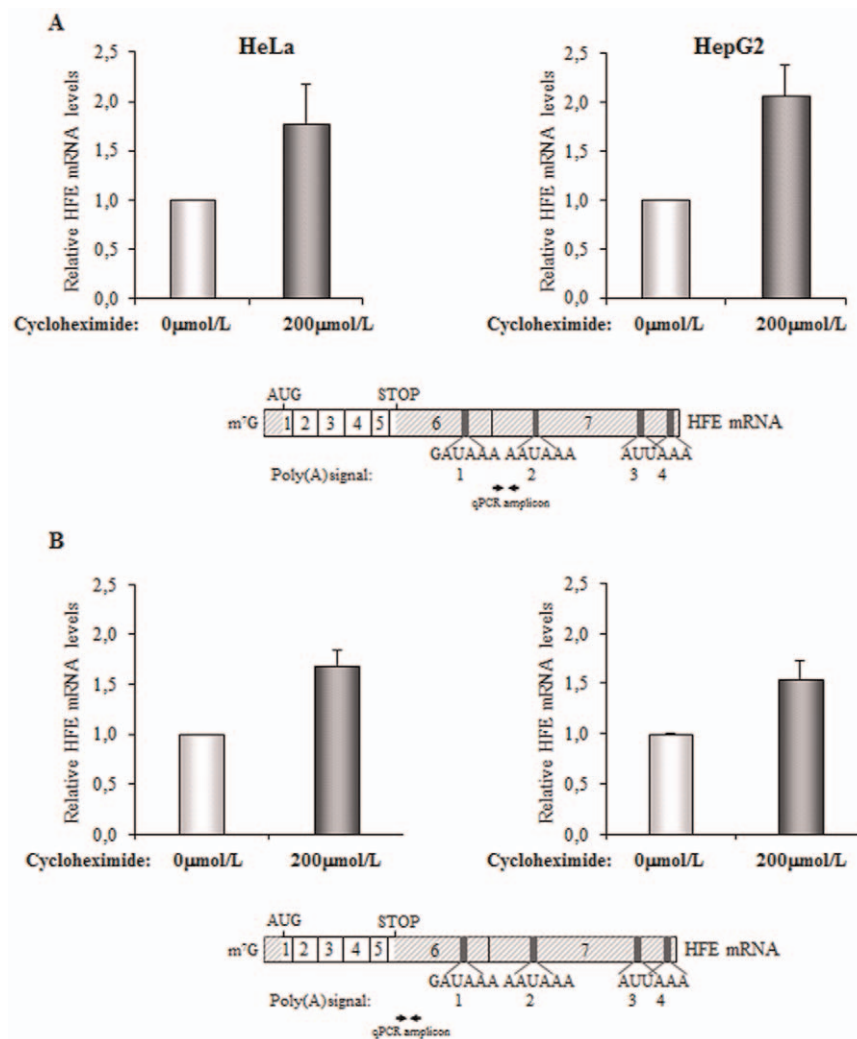 A
HeLa
HepG2
Relative HFE mRNA levels
2,5
2,0
1,5
1,0
0,5
0,0
Relative HFE mRNA levels
2,5
2,0
1,5
1,0
0,5
0,0
Cycloheximide: 0µmol/L 200µmol/L
Cycloheximide: 0µmol/L 200µmol/L
AUG STOP
m⁷G 1 2 3 4 5 6 7 HFE mRNA
GAUAAA AAUAAA AUUAAA
Poly(A)signal: 1 2 3 4
qPCR amplicon
B
Relative HFE mRNA levels
2,5
2,0
1,5
1,0
0,5
0,0
Relative HFE mRNA levels
2,5
2,0
1,5
1,0
0,5
0,0
Cycloheximide: 0µmol/L 200µmol/L
Cycloheximide: 0µmol/L 200µmol/L
AUG STOP
m⁷G 1 2 3 4 5 6 7 HFE mRNA
GAUAAA AAUAAA AUUAAA
Poly(A)signal: 1 2 3 4
qPCR amplicon